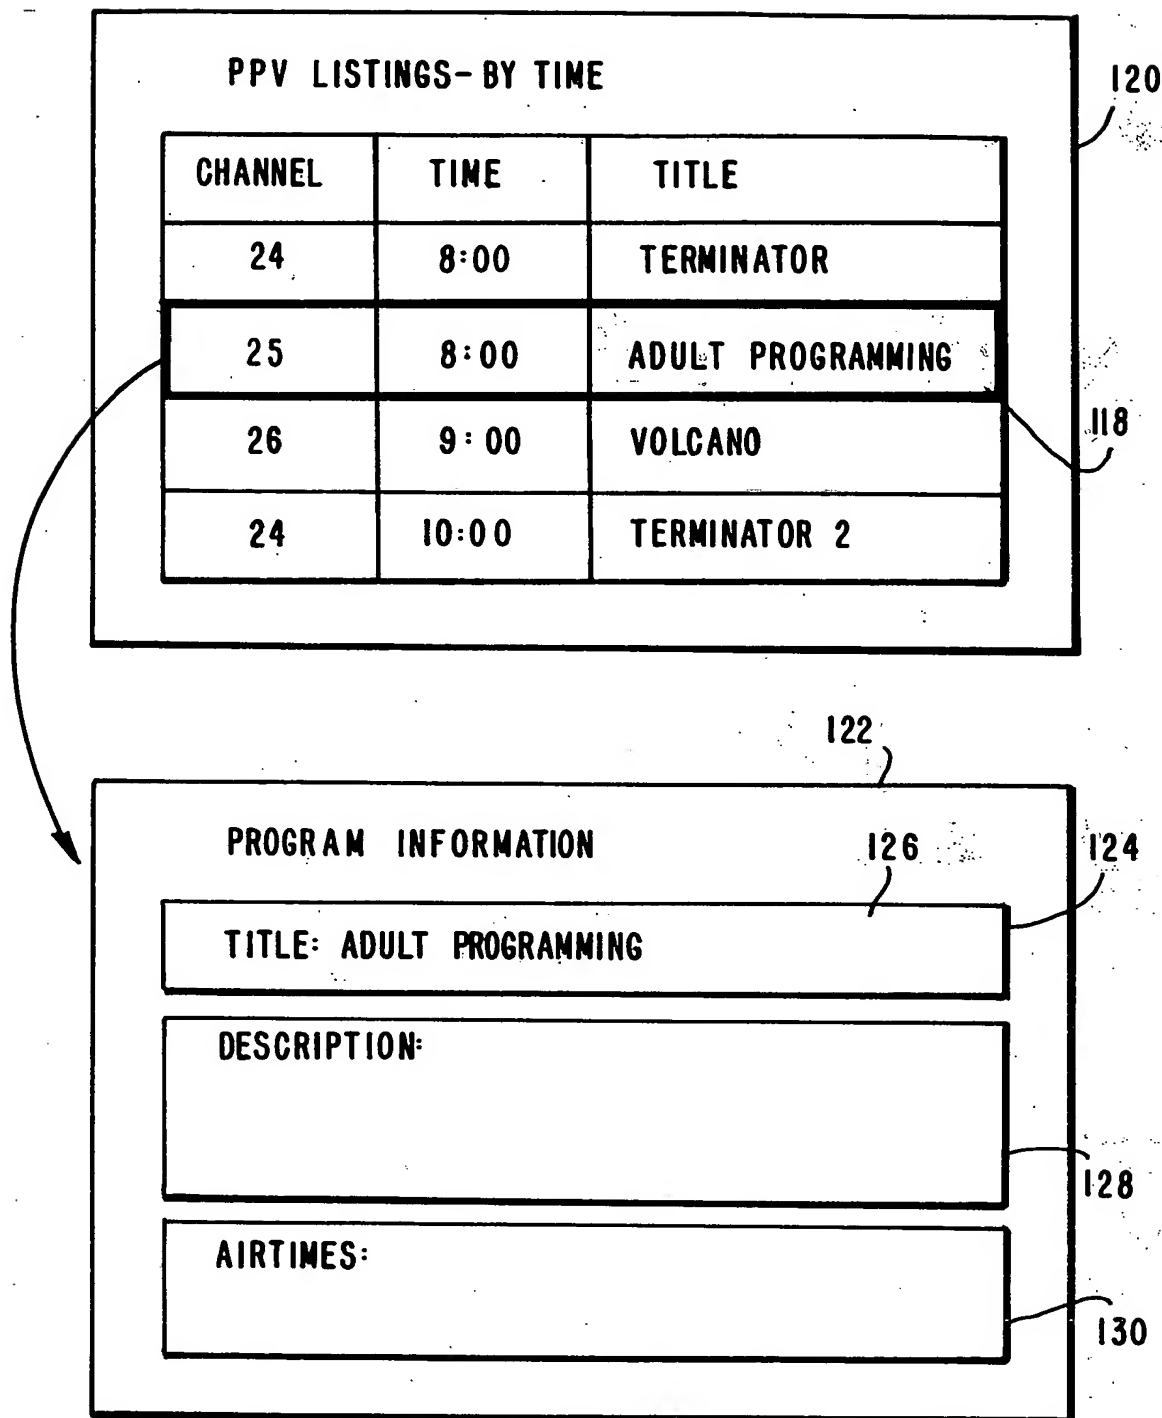 PPV LISTINGS-BY TIME
120
CHANNEL TIME TITLE
24 8:00 TERMINATOR
25 8:00 ADULT PROGRAMMING
118
26 9:00 VOLCANO
24 10:00 TERMINATOR 2
122
PROGRAM INFORMATION
126
124
TITLE: ADULT PROGRAMMING
DESCRIPTION:
128
AIRTIMES:
130